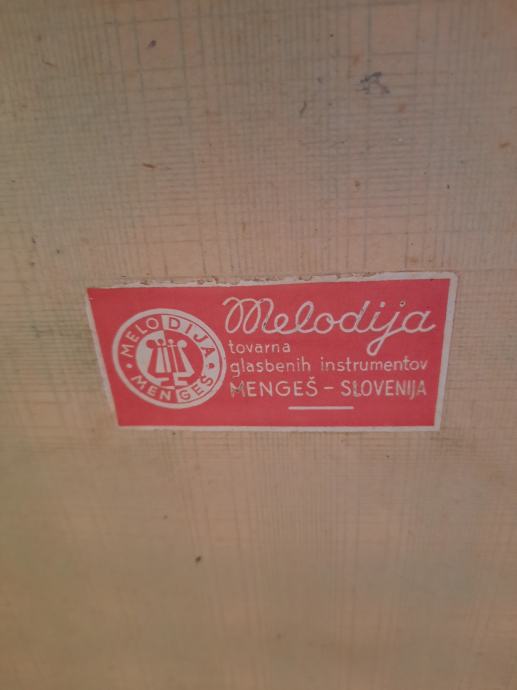 MELODIJA
MENGEŠ
Melodija
tovarna
glasbenih instrumentov
MENGEŠ - SLOVENIJA